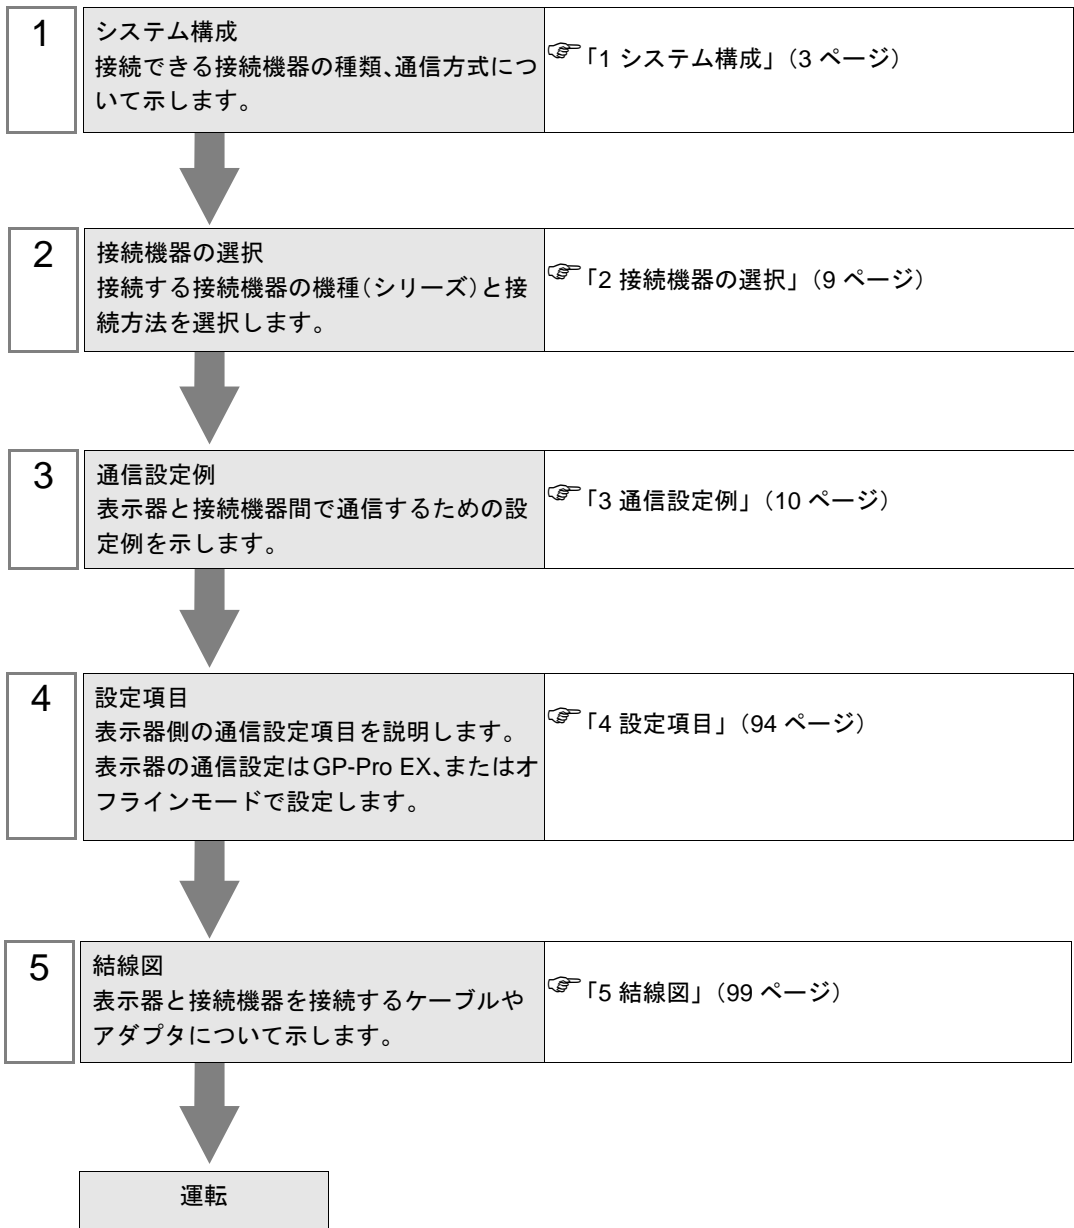 1
システム構成
接続できる接続機器の種類、通信方式につ
いて示します。
☞「1 システム構成」（3 ページ）
2
接続機器の選択
接続する接続機器の機種（シリーズ）と接
続方法を選択します。
☞「2 接続機器の選択」（9 ページ）
3
通信設定例
表示器と接続機器間で通信するための設
定例を示します。
☞「3 通信設定例」（10 ページ）
4
設定項目
表示器側の通信設定項目を説明します。
表示器の通信設定はGP-Pro EX、またはオ
フラインモードで設定します。
☞「4 設定項目」（94 ページ）
5
結線図
表示器と接続機器を接続するケーブルや
アダプタについて示します。
☞「5 結線図」（99 ページ）
運転